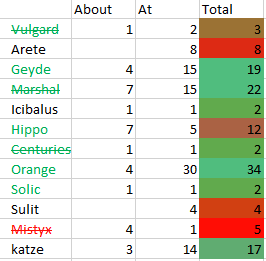 About At Total
Vulgard 1 2 3
Arete 8 8
Geyde 4 15 19
Marshal 7 15 22
Icibalus 1 1 2
Hippo 7 5 12
Centuries 1 1 2
Orange 4 30 34
Solic 1 1 2
Sulit 4 4
Mistyx 4 1 5
katze 3 14 17